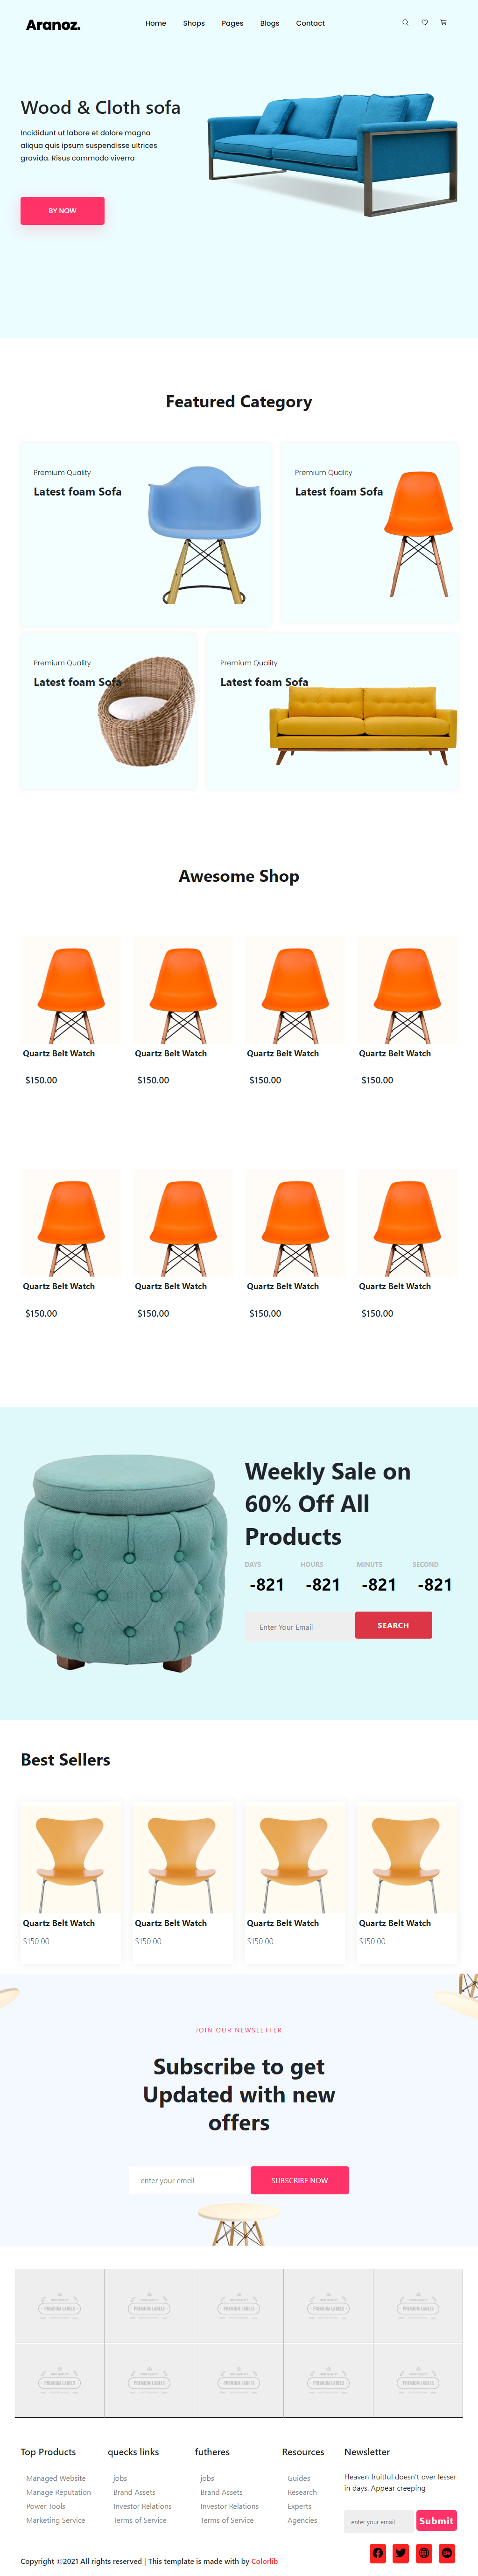 Aranoz.
Home Shops Pages Blogs Contact
Wood & Cloth sofa
Incididunt ut labore et dolore magna
aliqua quis ipsum suspendisse ultrices
gravida. Risus commodo viverra
BY NOW
Featured Category
Premium Quality
Latest foam Sofa
Premium Quality
Latest foam Sofa
Premium Quality
Latest foam Sofa
Premium Quality
Latest foam Sofa
Awesome Shop
Quartz Belt Watch Quartz Belt Watch Quartz Belt Watch Quartz Belt Watch
$150.00 $150.00 $150.00 $150.00
Quartz Belt Watch Quartz Belt Watch Quartz Belt Watch Quartz Belt Watch
$150.00 $150.00 $150.00 $150.00
Weekly Sale on
60% Off All
Products
DAYS HOURS MINUTS SECOND
-821 -821 -821 -821
Enter Your Email SEARCH
Best Sellers
Quartz Belt Watch Quartz Belt Watch Quartz Belt Watch Quartz Belt Watch
$150.00 $150.00 $150.00 $150.00
JOIN OUR NEWSLETTER
Subscribe to get
Updated with new
offers
enter your emeil SUBSCRIBE NOW
PREMIUM LABELS PREMIUM LABELS PREMIUM LABELS PREMIUM LABELS PREMIUM LABELS
PREMIUM LABELS PREMIUM LABELS PREMIUM LABELS PREMIUM LABELS PREMIUM LABELS
Top Products quecks links futheres Resources Newsletter
Managed Website jobs jobs Guides Heaven fruitful doesn't over lesser
Manage Reputation Brand Assets Brand Assets Research in days. Appear creeping
Power Tools Investor Relations Investor Relations Experts
Marketing Service Terms of Service Terms of Service Agencies enter your emeil Submit
Copyright ©2021 All rights reserved | This template is made with by Colorlib